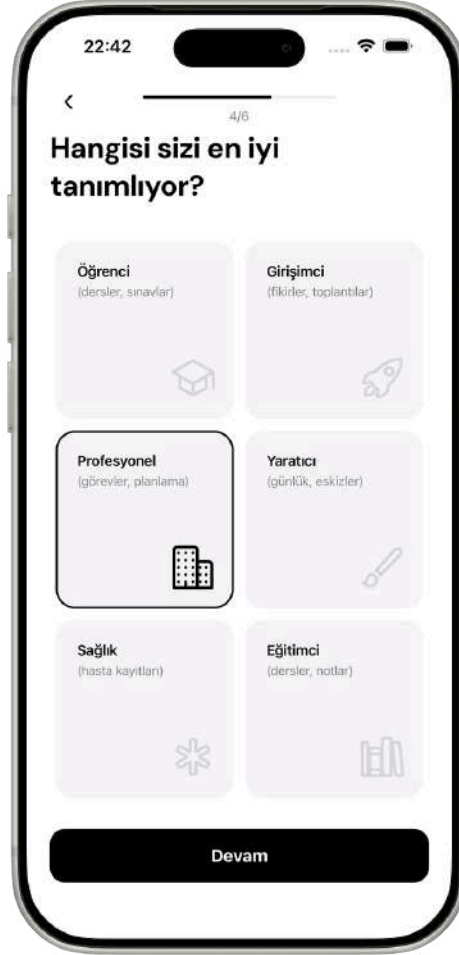 22:42
4/6
Hangisi sizi en iyi
tanımlıyor?
Öğrenci
(dersler, sınavlar)
Girişimci
(fikirler, toplantılar)
Profesyonel
(görevler, planlama)
Yaratıcı
(günlük, eskizler)
Sağlık
(hasta kayıtları)
Eğitimci
(dersler, notlar)
Devam